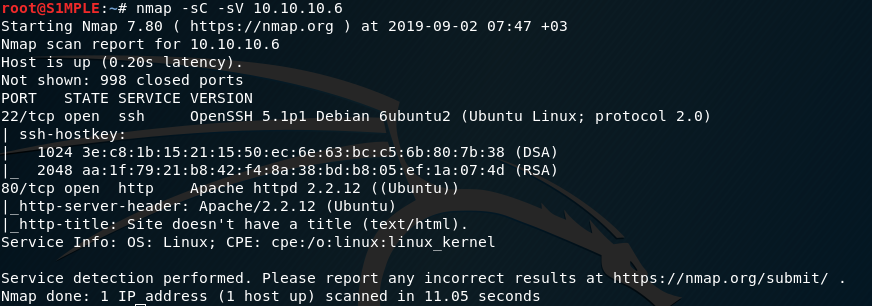 root@S1MPLE:~# nmap -sC -sV 10.10.10.6
Starting Nmap 7.80 ( https://nmap.org ) at 2019-09-02 07:47 +03
Nmap scan report for 10.10.10.6
Host is up (0.20s latency).
Not shown: 998 closed ports
PORT   STATE SERVICE VERSION
22/tcp open  ssh     OpenSSH 5.1p1 Debian 6ubuntu2 (Ubuntu Linux; protocol 2.0)
| ssh-hostkey:
|   1024 3e:c8:1b:15:21:15:50:ec:6e:63:bc:c5:6b:80:7b:38 (DSA)
|_  2048 aa:1f:79:21:b8:42:f4:8a:38:bd:b8:05:ef:1a:07:4d (RSA)
80/tcp open  http    Apache httpd 2.2.12 ((Ubuntu))
|_http-server-header: Apache/2.2.12 (Ubuntu)
|_http-title: Site doesn't have a title (text/html).
Service Info: OS: Linux; CPE: cpe:/o:linux:linux_kernel

Service detection performed. Please report any incorrect results at https://nmap.org/submit/ .
Nmap done: 1 IP address (1 host up) scanned in 11.05 seconds